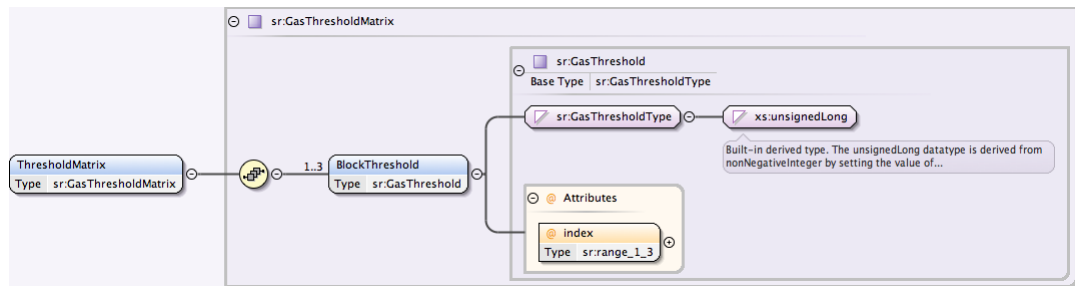 sr:GasThresholdMatrix
sr:GasThreshold
Base Type sr:GasThresholdType
sr:GasThresholdType xs:unsignedLong
Built-in derived type. The unsignedLong datatype is derived from
nonNegativeInteger by setting the value of...
ThresholdMatrix
Type sr:GasThresholdMatrix
1..3
BlockThreshold
Type sr:GasThreshold
@ Attributes
@ index
Type sr:range_1_3